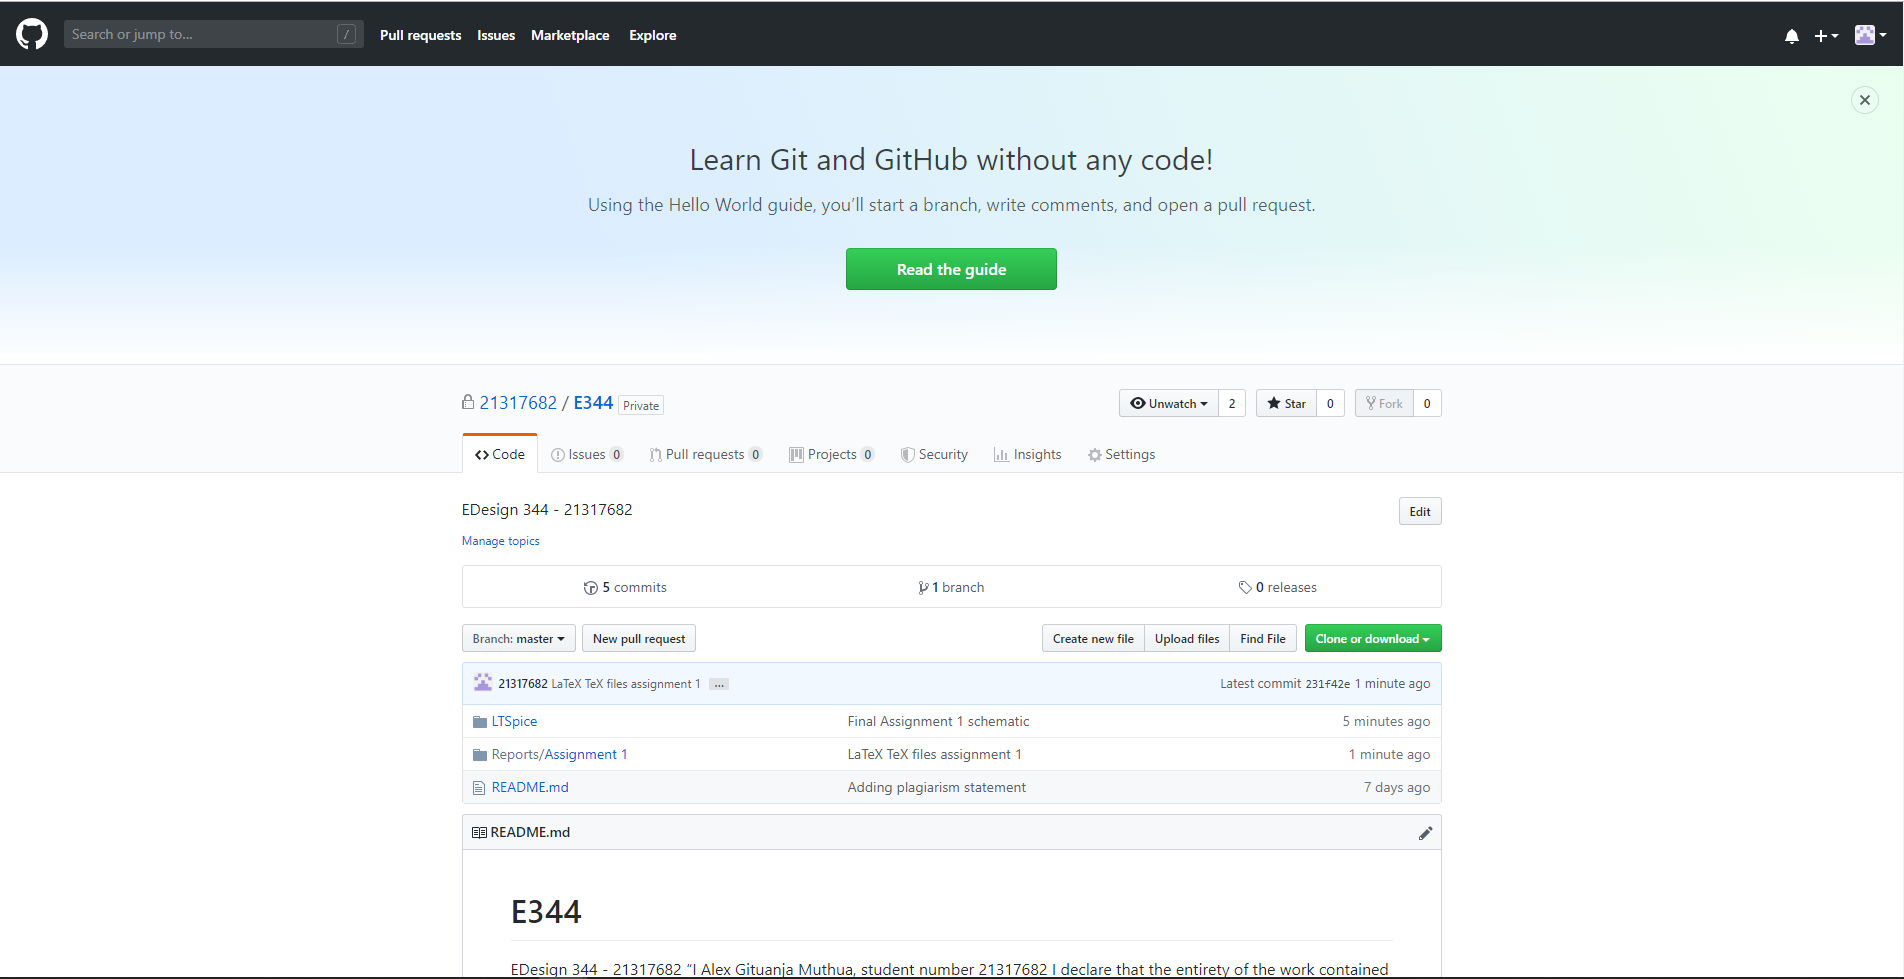 Search or jump to... / Pull requests Issues Marketplace Explore
Learn Git and GitHub without any code!
Using the Hello World guide, you’ll start a branch, write comments, and open a pull request.
Read the guide
21317682 / E344 Private Unwatch 2 Star 0 Fork 0
Code Issues 0 Pull requests 0 Projects 0 Security Insights Settings
EDesign 344 - 21317682 Edit
Manage topics
5 commits 1 branch 0 releases
Branch: master New pull request Create new file Upload files Find File Clone or download
21317682 LaTeX TeX files assignment 1 ... Latest commit 231f42e 1 minute ago
LTSpice Final Assignment 1 schematic 5 minutes ago
Reports/Assignment 1 LaTeX TeX files assignment 1 1 minute ago
README.md Adding plagiarism statement 7 days ago
README.md
E344
EDesign 344 - 21317682 “I Alex Gituanja Muthua, student number 21317682 I declare that the entirety of the work contained